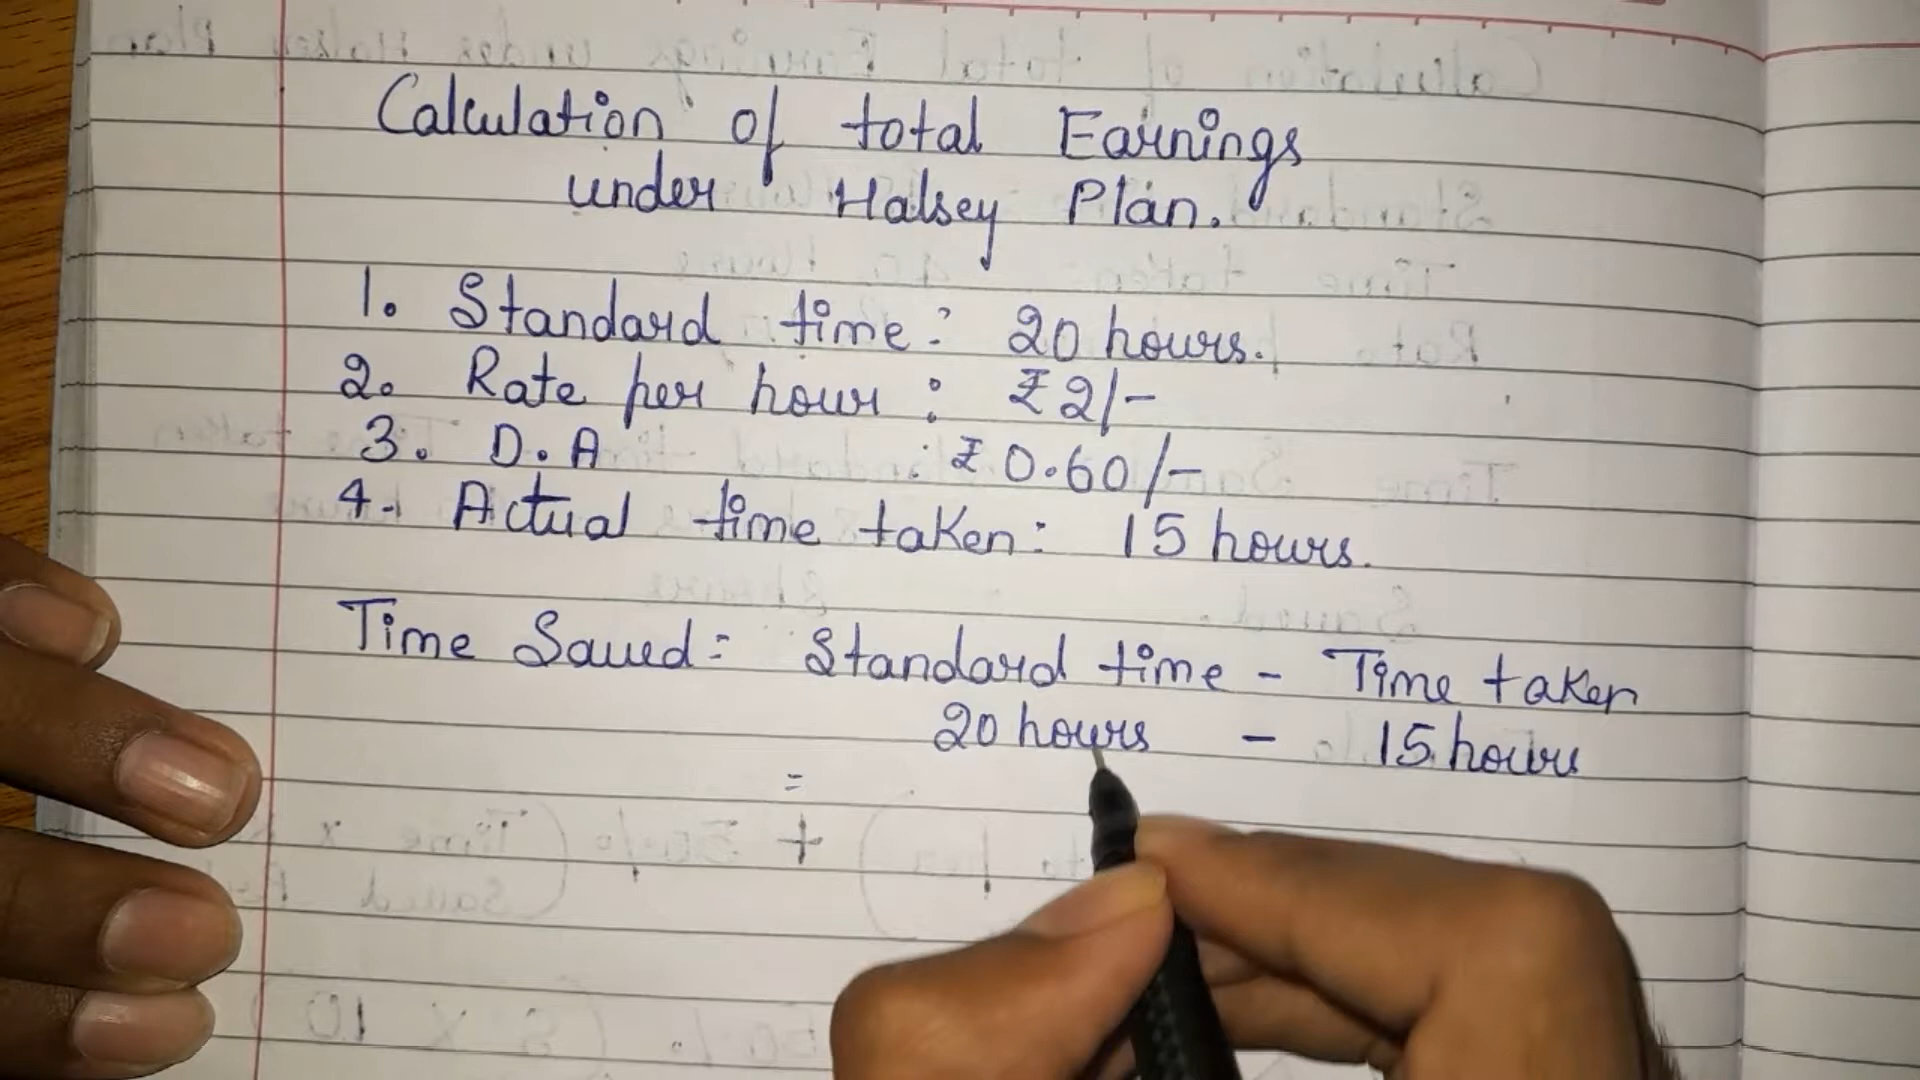 Calculation of total Earnings
under Halsey Plan.
1. Standard time: 20 hours.
2. Rate per hour : ₹2/-
3. D.A : ₹0.60/-
4. Actual time taken: 15 hours.
Time Saved = Standard time - Time taken
20 hours - 15 hours
=